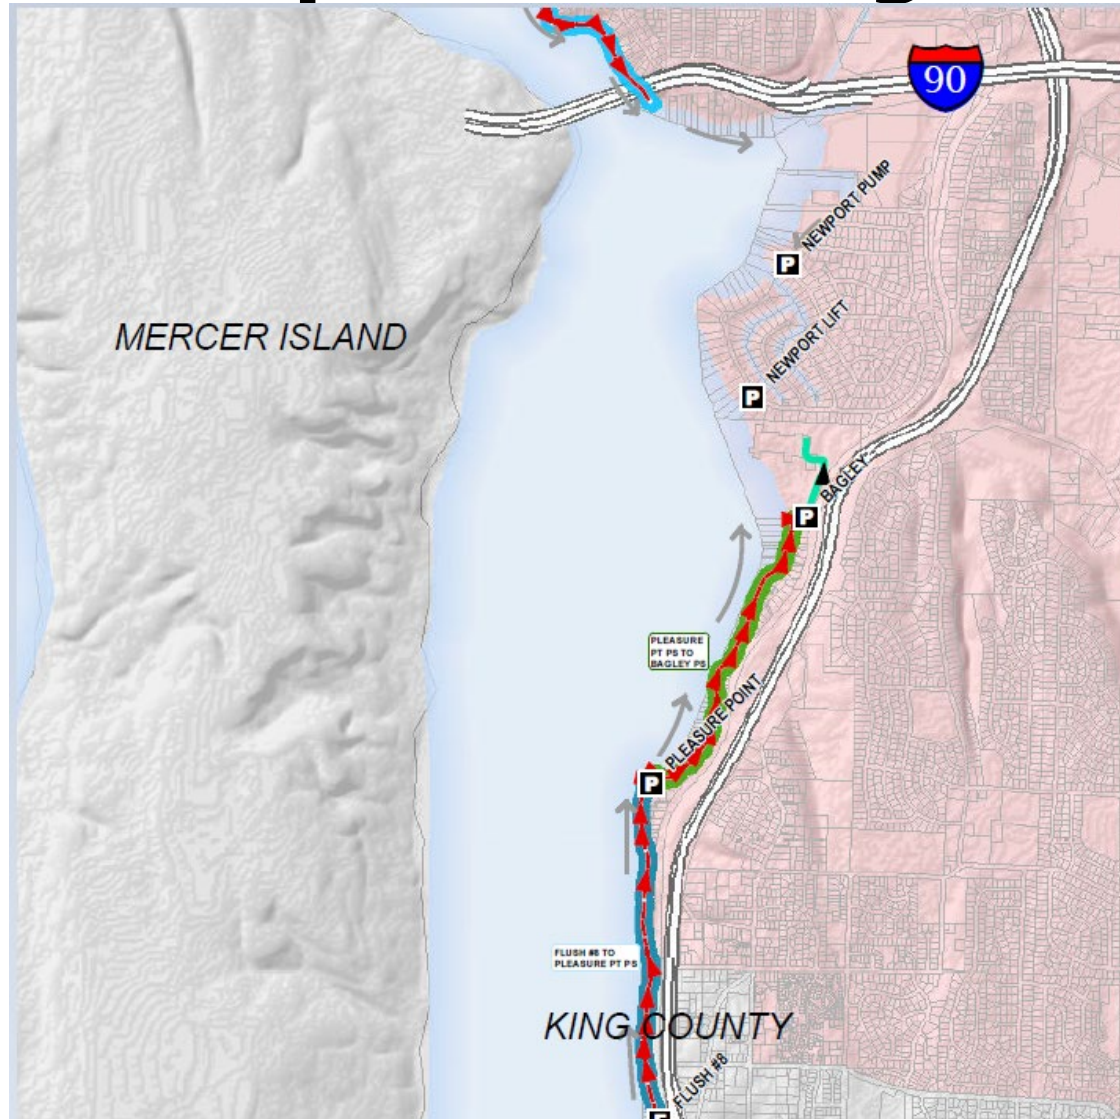 90
NEWPORT PUMP
P
MERCER ISLAND
NEWPORT LIFT
P
BAGLEY
P
PLEASURE
PT PS TO
BAGLEY PS
PLEASURE POINT
P
FLUSH #8 TO
PLEASURE PT PS
KING COUNTY
FLUSH #8